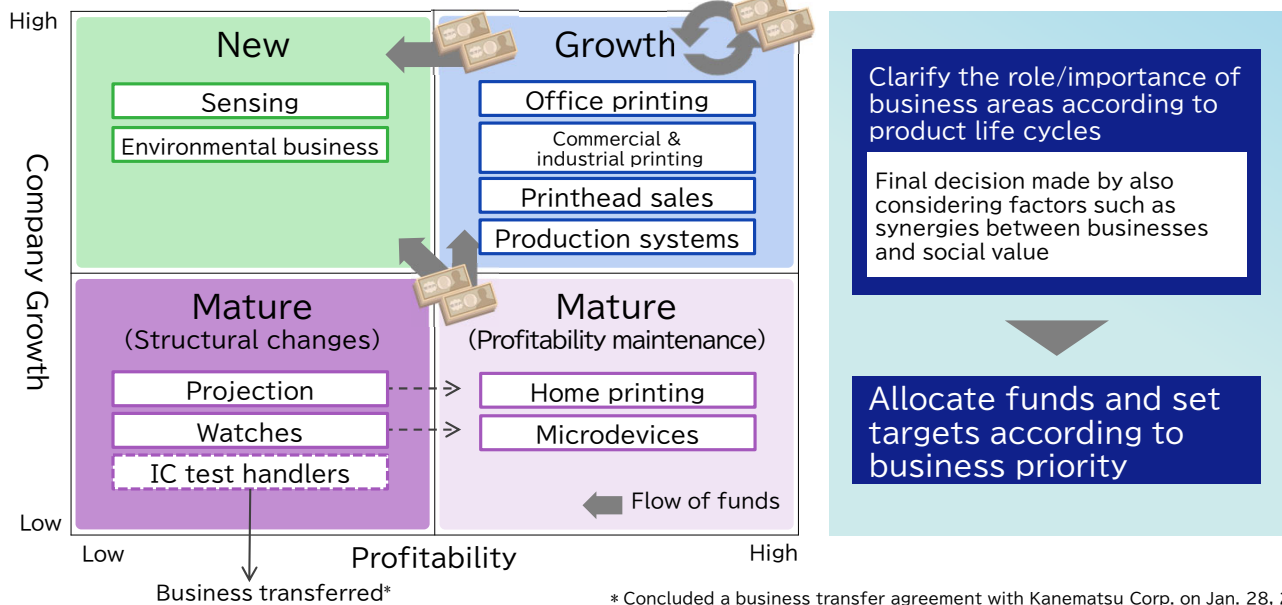 High
New
Growth
Sensing
Environmental business
Office printing
Commercial &
industrial printing
Printhead sales
Production systems
Company Growth
Mature
(Structural changes)
Projection
Watches
IC test handlers
Mature
(Profitability maintenance)
Home printing
Microdevices
Flow of funds
Low
Low
Profitability
High
Business transferred*
Clarify the role/importance of
business areas according to
product life cycles
Final decision made by also
considering factors such as
synergies between businesses
and social value
Allocate funds and set
targets according to
business priority
* Concluded a business transfer agreement with Kanematsu Corp. on Jan. 28,